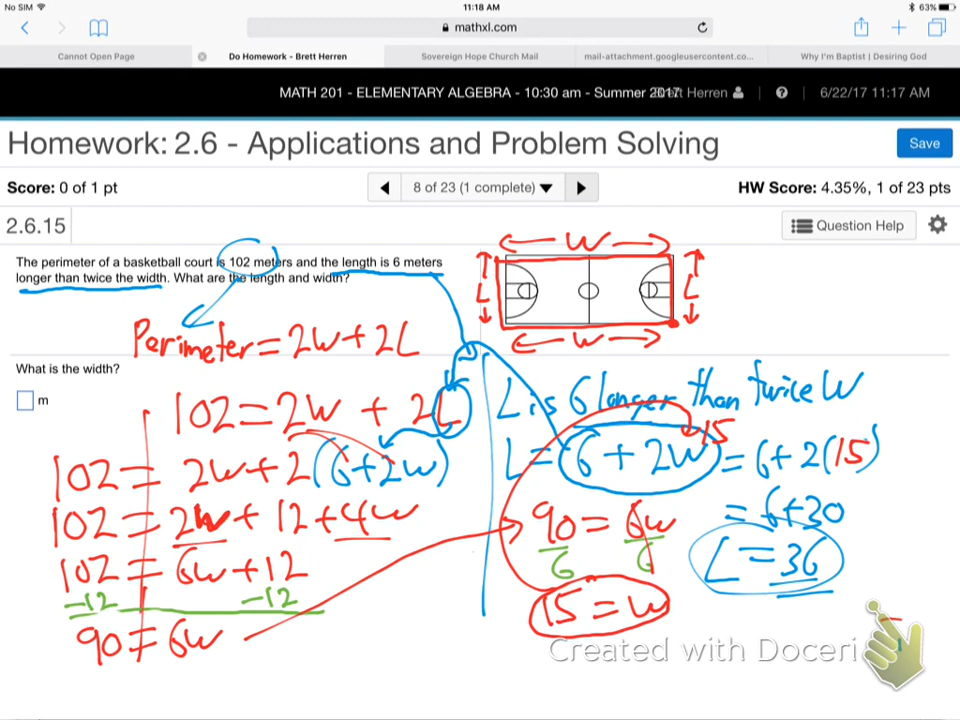 No SIM 11:18 AM 63%
mathxl.com
Cannot Open Page Do Homework - Brett Herren Sovereign Hope Church Mail mail-attachment.googleusercontent.co... Why I'm Baptist | Desiring God
MATH 201 - ELEMENTARY ALGEBRA - 10:30 am - Summer 2017 Herren 6/22/17 11:17 AM
Homework: 2.6 - Applications and Problem Solving Save
Score: 0 of 1 pt 8 of 23 (1 complete) HW Score: 4.35%, 1 of 23 pts
2.6.15 Question Help
W
The perimeter of a basketball court is 102 meters and the length is 6 meters
longer than twice the width. What are the length and width?
L L
W
Perimeter = 2W + 2L
What is the width?
m
102 = 2W + 2L
L is 6 longer than twice W
102 = 2W + 2(6 + 2W)
L = 6 + 2W = 6 + 2(15)
15
102 = 2W + 12 + 4W
90 = 6W
= 6 + 30
6 6
102 = 6W + 12
L = 36
-12 -12
15 = W
90 = 6W
Created with Doceri